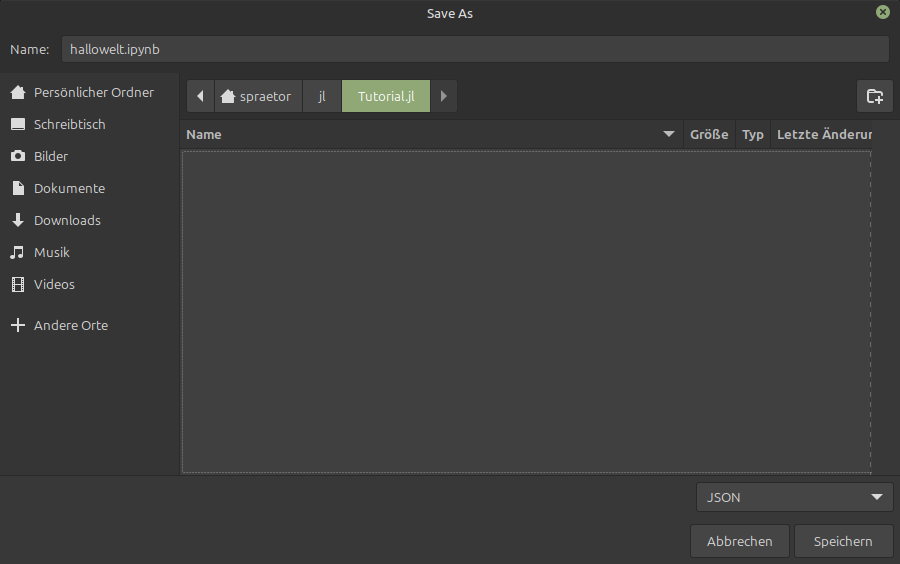 Save As
Name: hallowelt.ipynb
Persönlicher Ordner
Schreibtisch
Bilder
Dokumente
Downloads
Musik
Videos
Andere Orte
spraetor jl Tutorial.jl
Name Größe Typ Letzte Änderun
JSON
Abbrechen Speichern